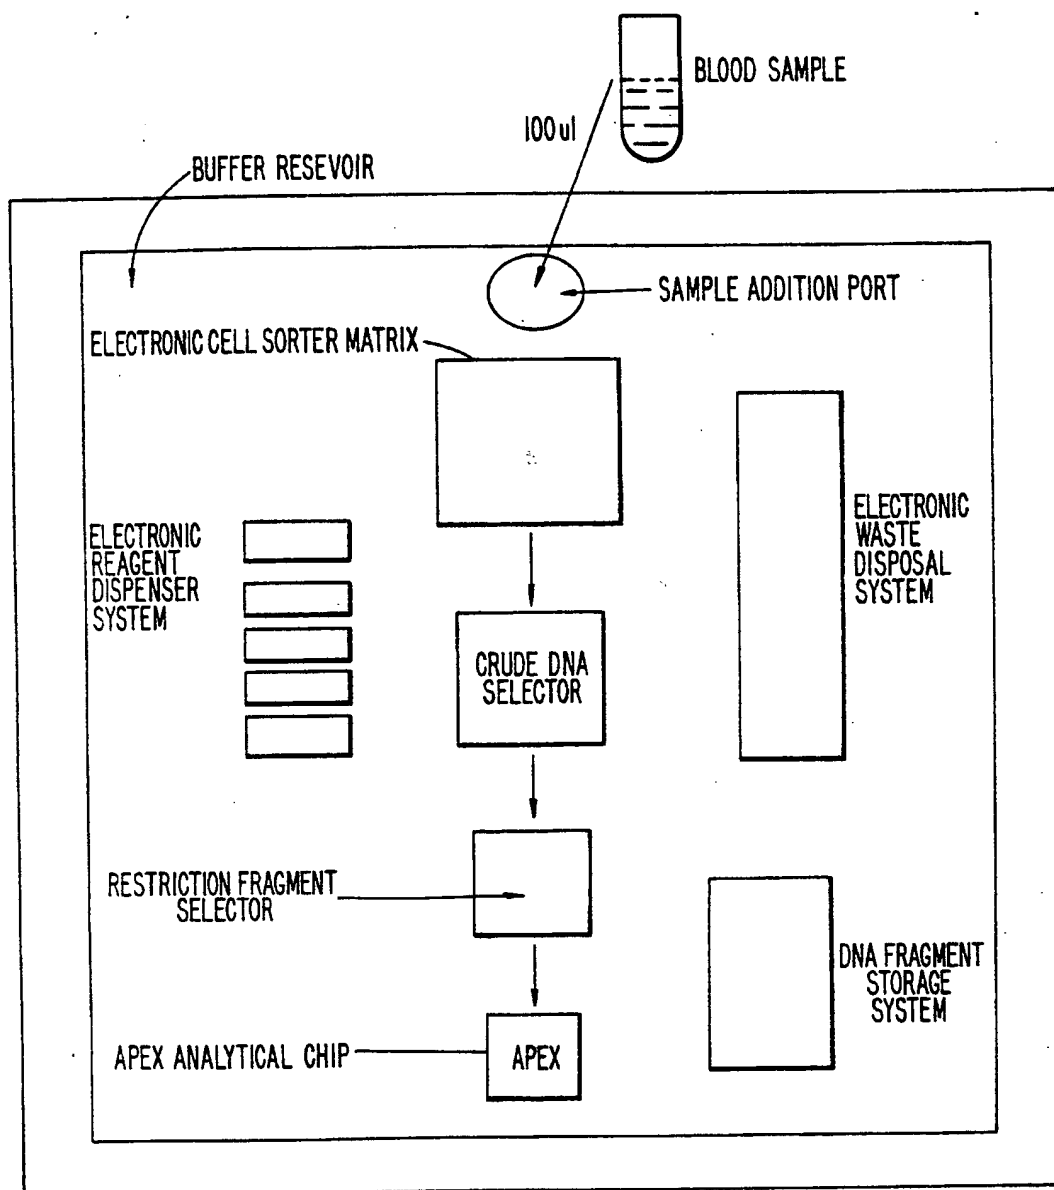 BLOOD SAMPLE
100ul
BUFFER RESEVOIR
SAMPLE ADDITION PORT
ELECTRONIC CELL SORTER MATRIX
ELECTRONIC
REAGENT
DISPENSER
SYSTEM
ELECTRONIC
WASTE
DISPOSAL
SYSTEM
CRUDE DNA
SELECTOR
RESTRICTION FRAGMENT
SELECTOR
DNA FRAGMENT
STORAGE
SYSTEM
APEX ANALYTICAL CHIP
APEX